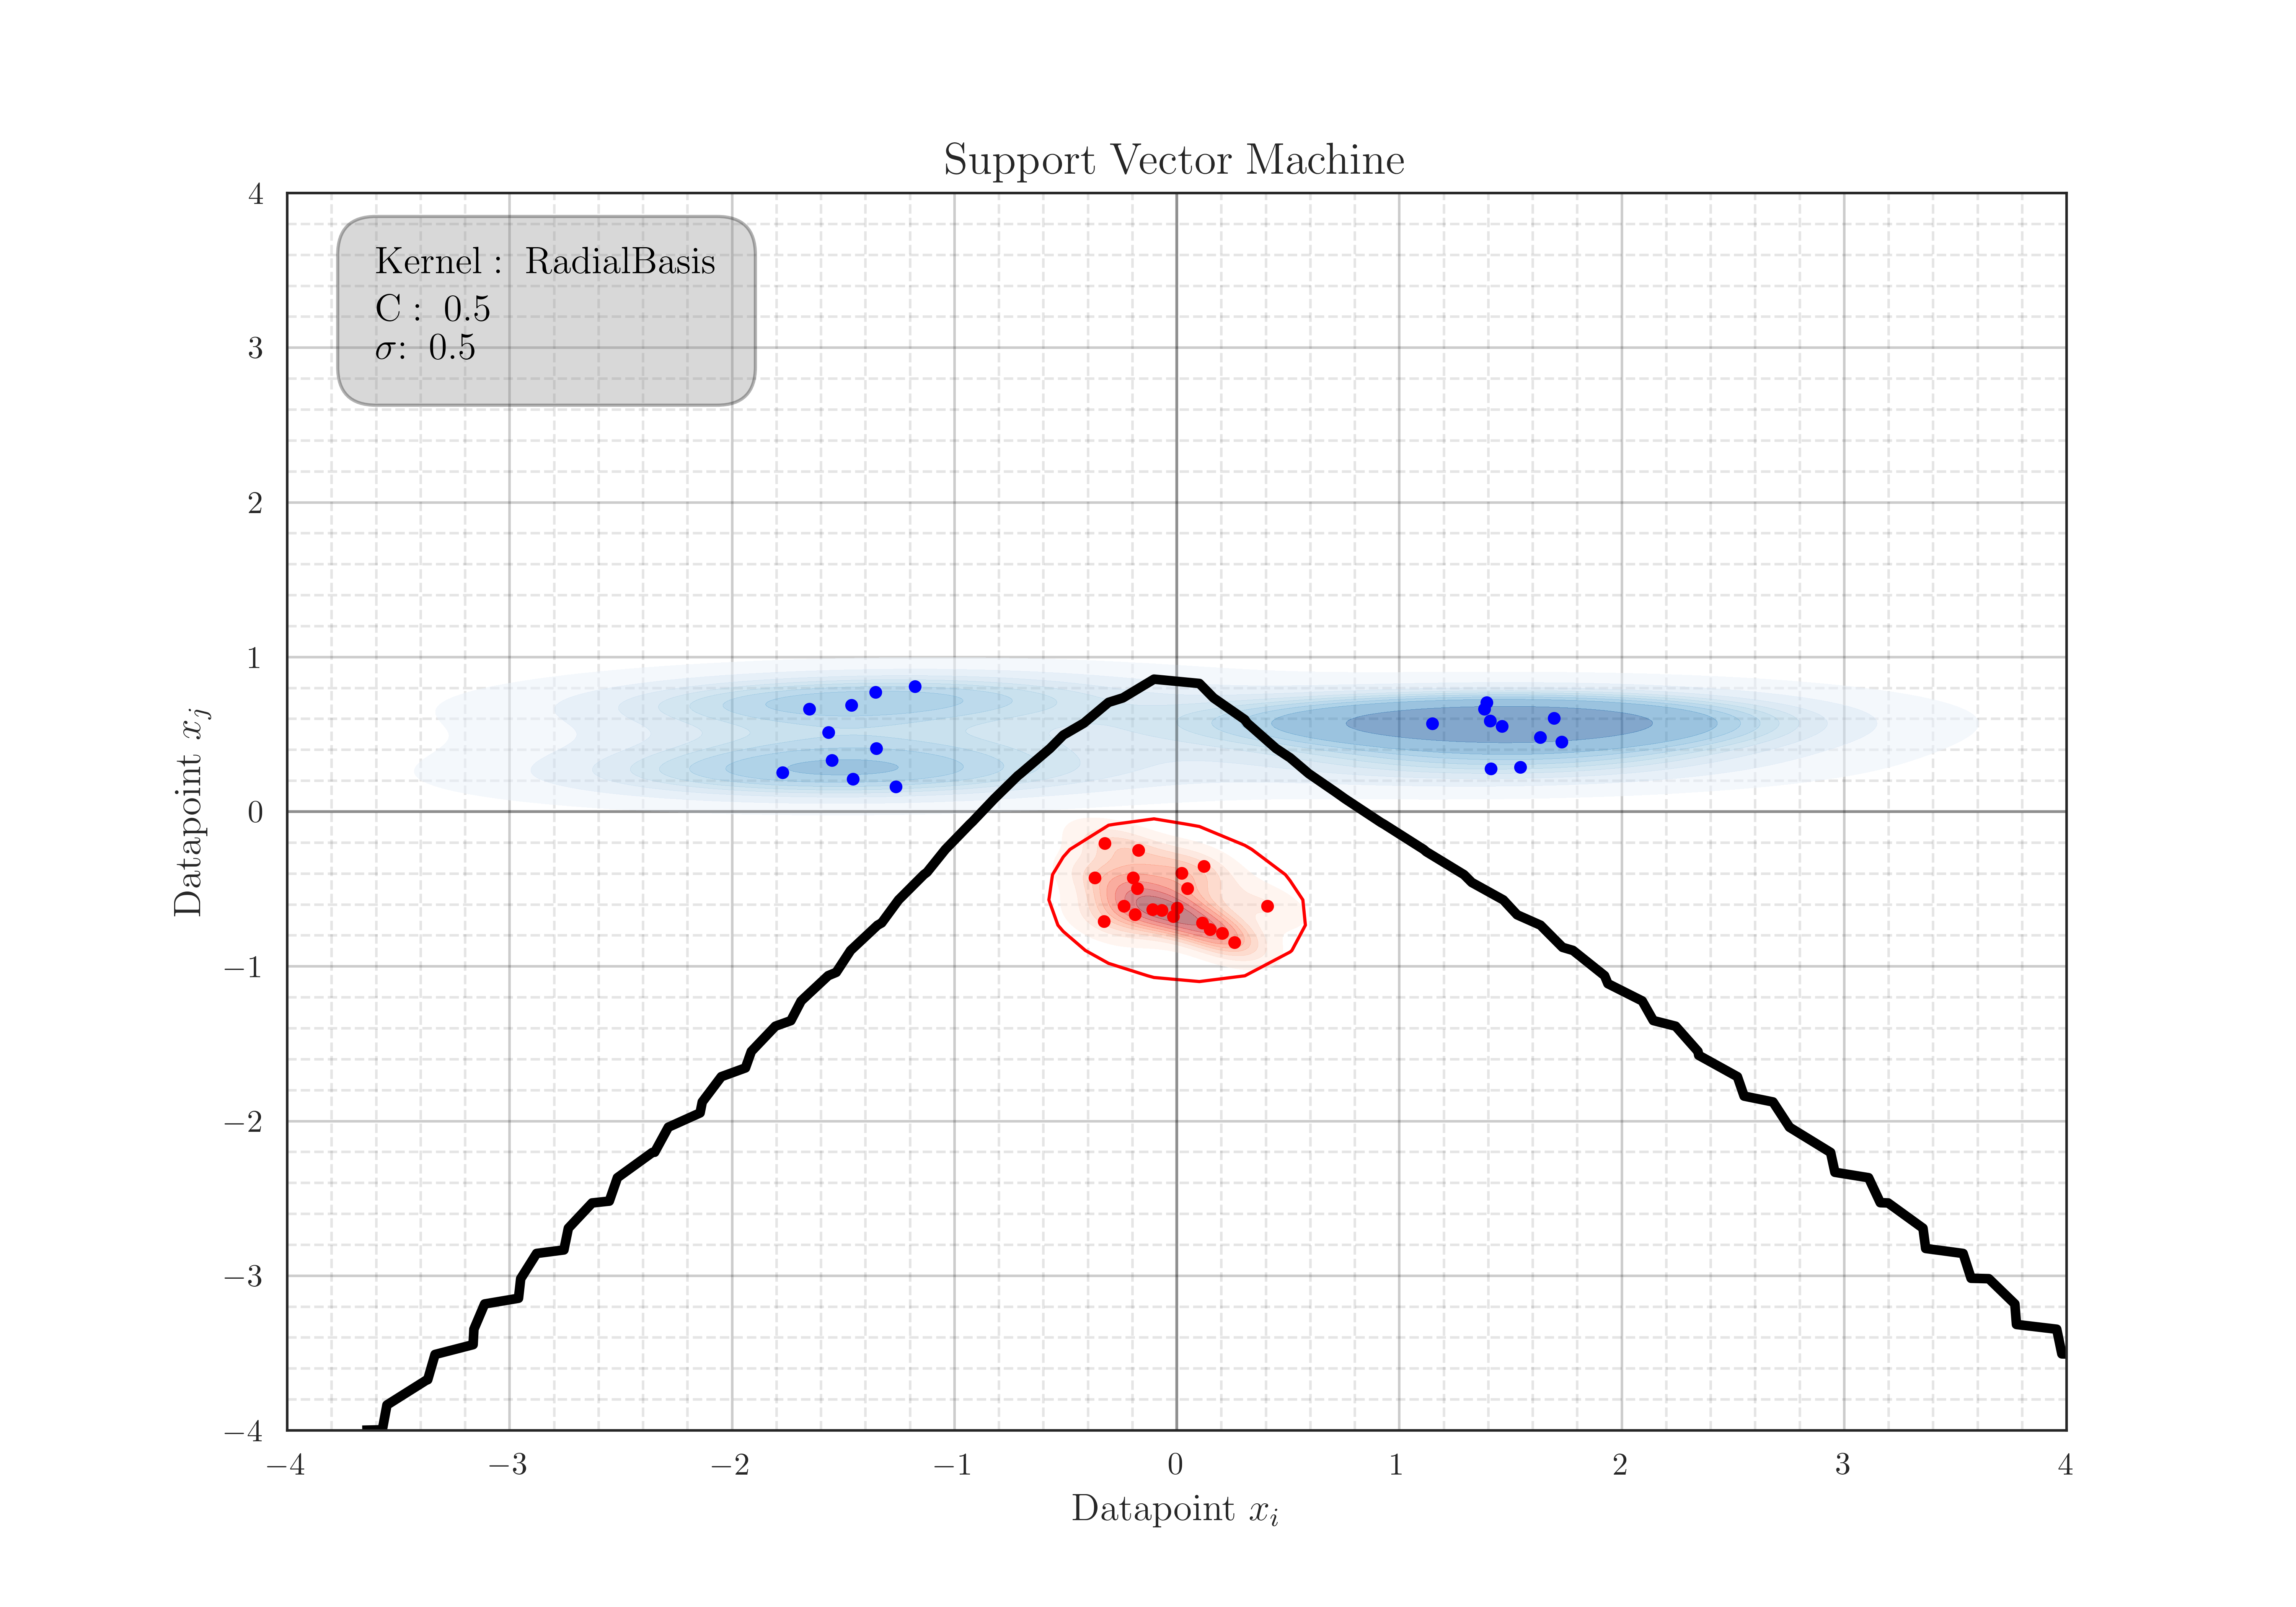 Support Vector Machine
Kernel : RadialBasis
C : 0.5
σ: 0.5
4
3
2
1
0
−1
−2
−3
−4
Datapoint x_j
−4 −3 −2 −1 0 1 2 3 4
Datapoint x_i